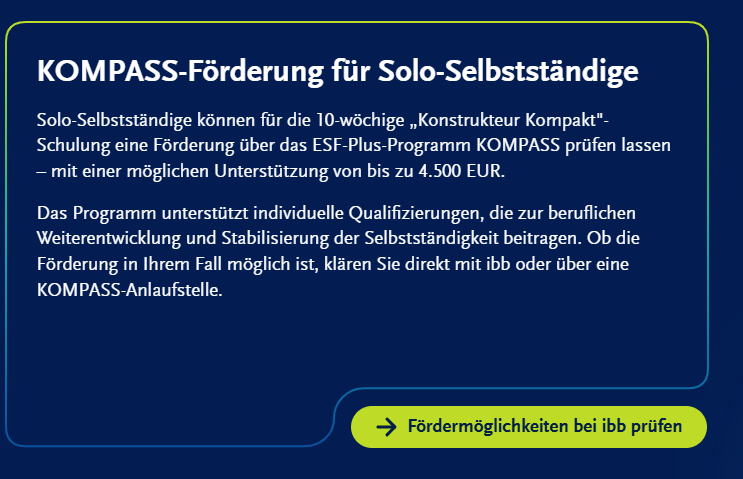 KOMPASS-Förderung für Solo-Selbstständige
Solo-Selbstständige können für die 10-wöchige „Konstrukteur Kompakt"-
Schulung eine Förderung über das ESF-Plus-Programm KOMPASS prüfen lassen
– mit einer möglichen Unterstützung von bis zu 4.500 EUR.
Das Programm unterstützt individuelle Qualifizierungen, die zur beruflichen
Weiterentwicklung und Stabilisierung der Selbstständigkeit beitragen. Ob die
Förderung in Ihrem Fall möglich ist, klären Sie direkt mit ibb oder über eine
KOMPASS-Anlaufstelle.
Fördermöglichkeiten bei ibb prüfen